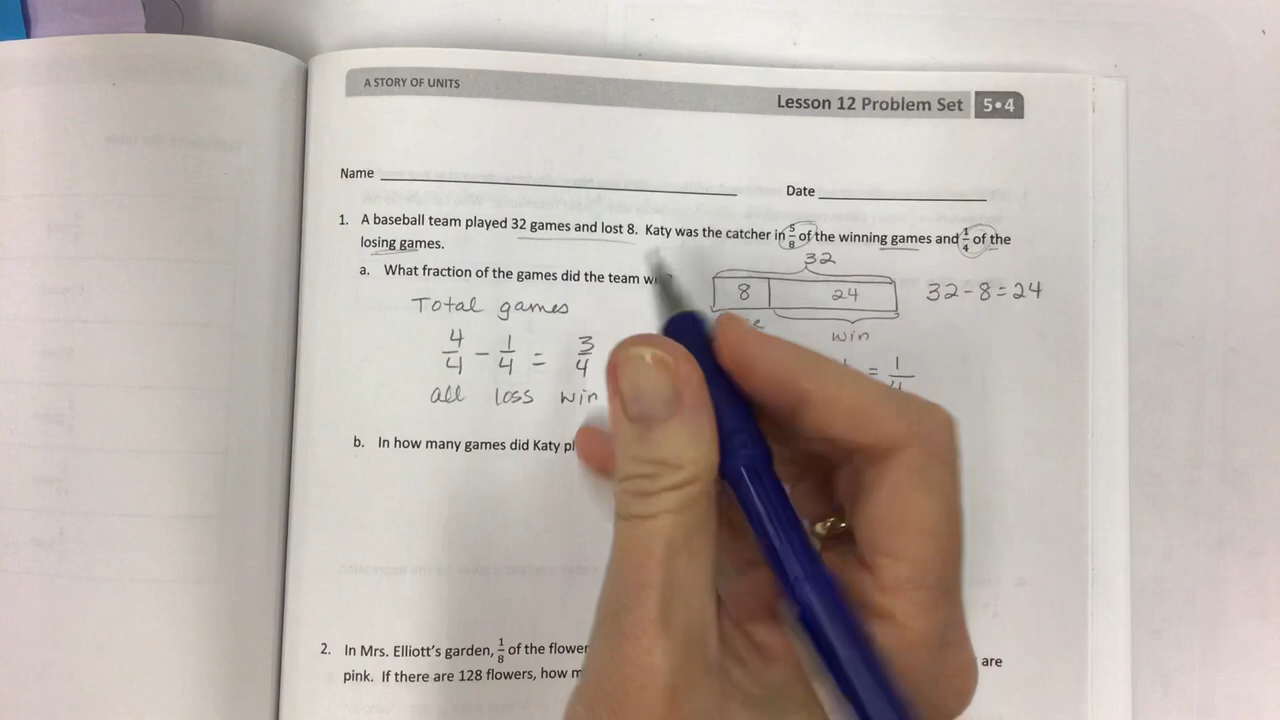 A STORY OF UNITS
Lesson 12 Problem Set 5•4
Name
Date
1. A baseball team played 32 games and lost 8. Katy was the catcher in 5/8 of the winning games and 1/4 of the
losing games.
a. What fraction of the games did the team
32
8 24
32-8=24
win
Total games
4/4 - 1/4 = 3/4
all loss win
= 1/4
b. In how many games did Katy
2. In Mrs. Elliott's garden, 1/8 of the
are
pink. If there are 128 flowers, how